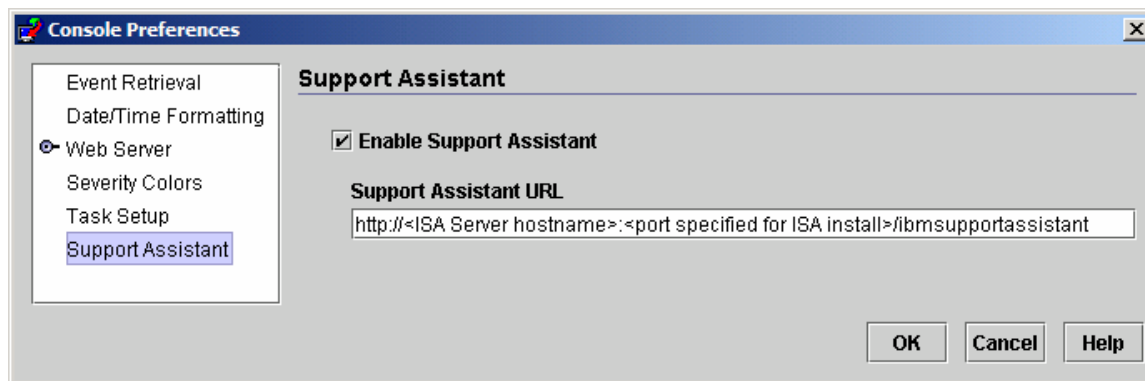 Console Preferences
Event Retrieval
Date/Time Formatting
Web Server
Severity Colors
Task Setup
Support Assistant
Support Assistant
Enable Support Assistant
Support Assistant URL
http://<ISA Server hostname>:<port specified for ISA install>/ibmsupportassistant
OK Cancel Help